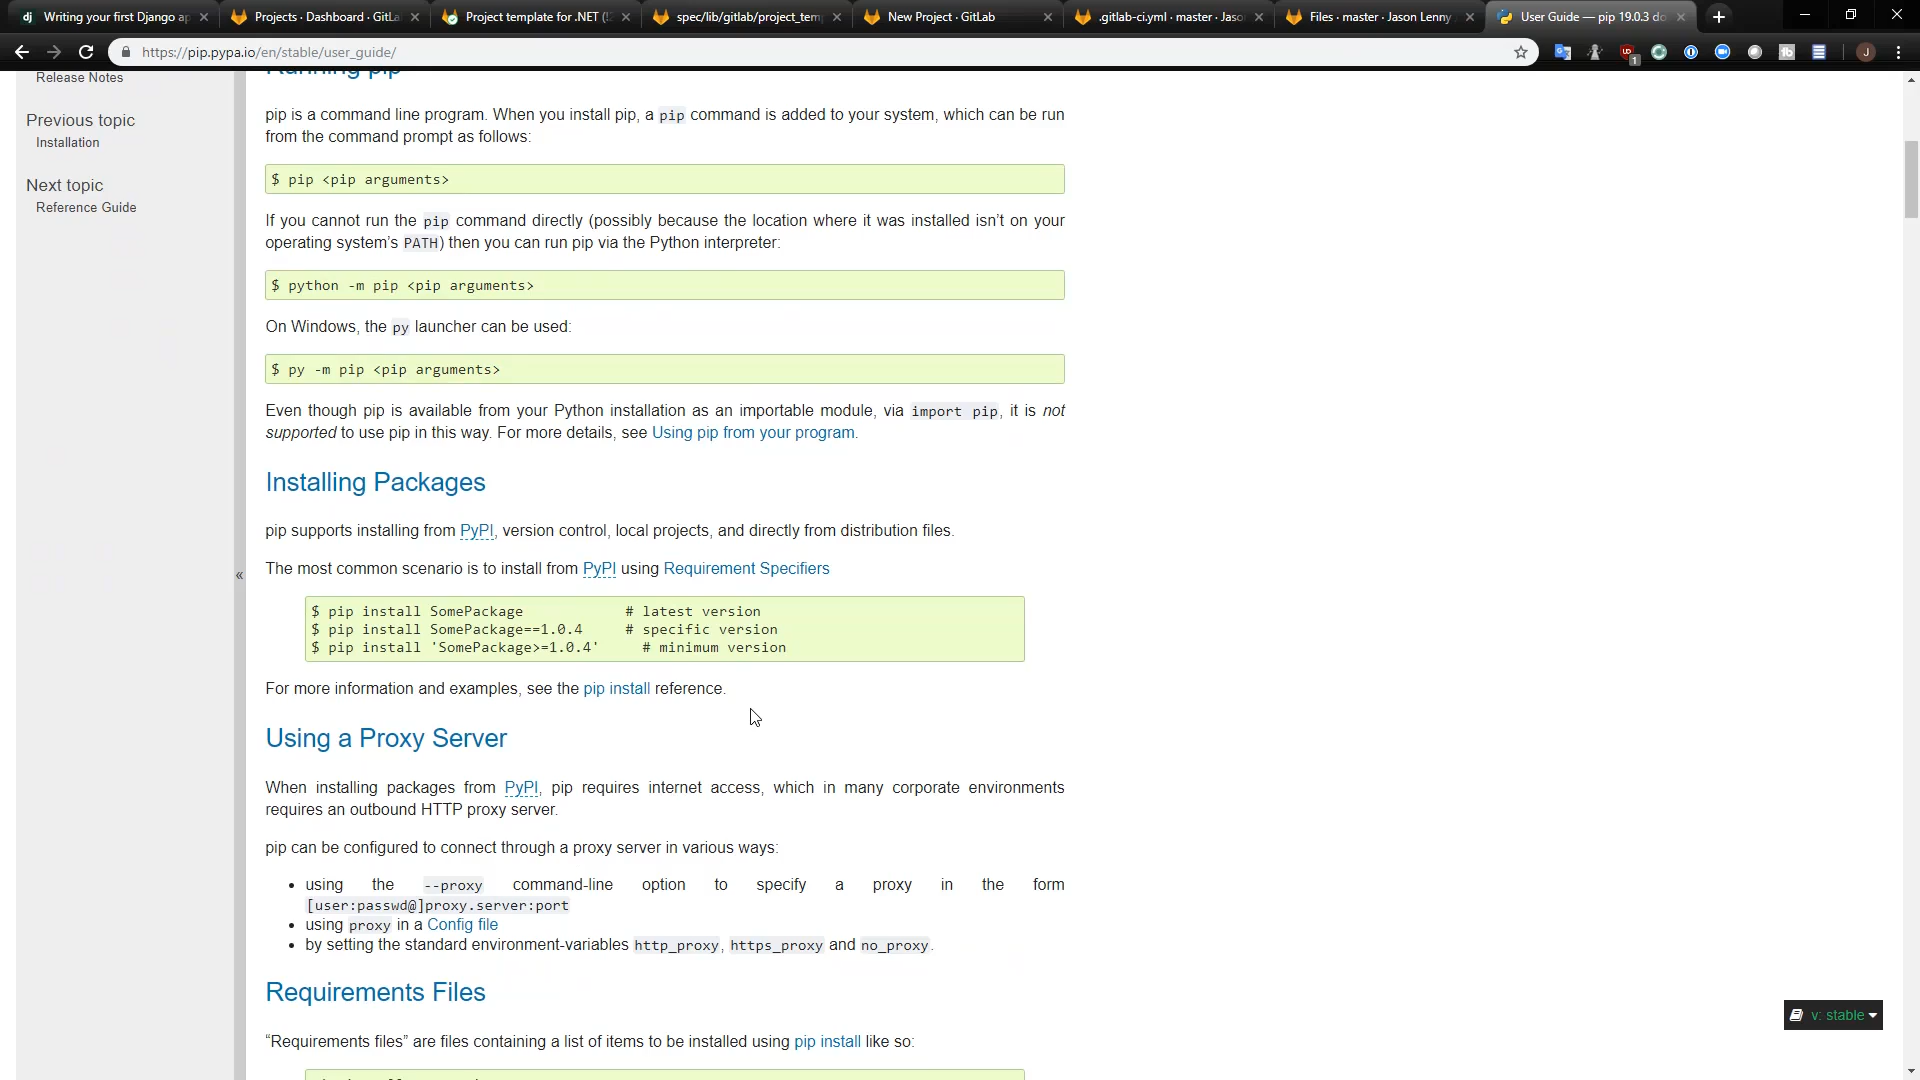 Writing your first Django ap
Projects · Dashboard · GitLa
Project template for .NET (!
spec/lib/gitlab/project_tem
New Project · GitLab
.gitlab-ci.yml · master · Jaso
Files · master · Jason Lenny
User Guide — pip 19.0.3 do
https://pip.pypa.io/en/stable/user_guide/
Release Notes
Previous topic
Installation
Next topic
Reference Guide
«
Running pip
pip is a command line program. When you install pip, a pip command is added to your system, which can be run
from the command prompt as follows:
$ pip <pip arguments>
If you cannot run the pip command directly (possibly because the location where it was installed isn’t on your
operating system’s PATH) then you can run pip via the Python interpreter:
$ python -m pip <pip arguments>
On Windows, the py launcher can be used:
$ py -m pip <pip arguments>
Even though pip is available from your Python installation as an importable module, via import pip, it is not
supported to use pip in this way. For more details, see Using pip from your program.
Installing Packages
pip supports installing from PyPI, version control, local projects, and directly from distribution files.
The most common scenario is to install from PyPI using Requirement Specifiers
$ pip install SomePackage            # latest version
$ pip install SomePackage==1.0.4     # specific version
$ pip install 'SomePackage>=1.0.4'     # minimum version
For more information and examples, see the pip install reference.
Using a Proxy Server
When installing packages from PyPI, pip requires internet access, which in many corporate environments
requires an outbound HTTP proxy server.
pip can be configured to connect through a proxy server in various ways:
• using the --proxy command-line option to specify a proxy in the form
[user:passwd@]proxy.server:port
• using proxy in a Config file
• by setting the standard environment-variables http_proxy, https_proxy and no_proxy.
Requirements Files
“Requirements files” are files containing a list of items to be installed using pip install like so:
v: stable